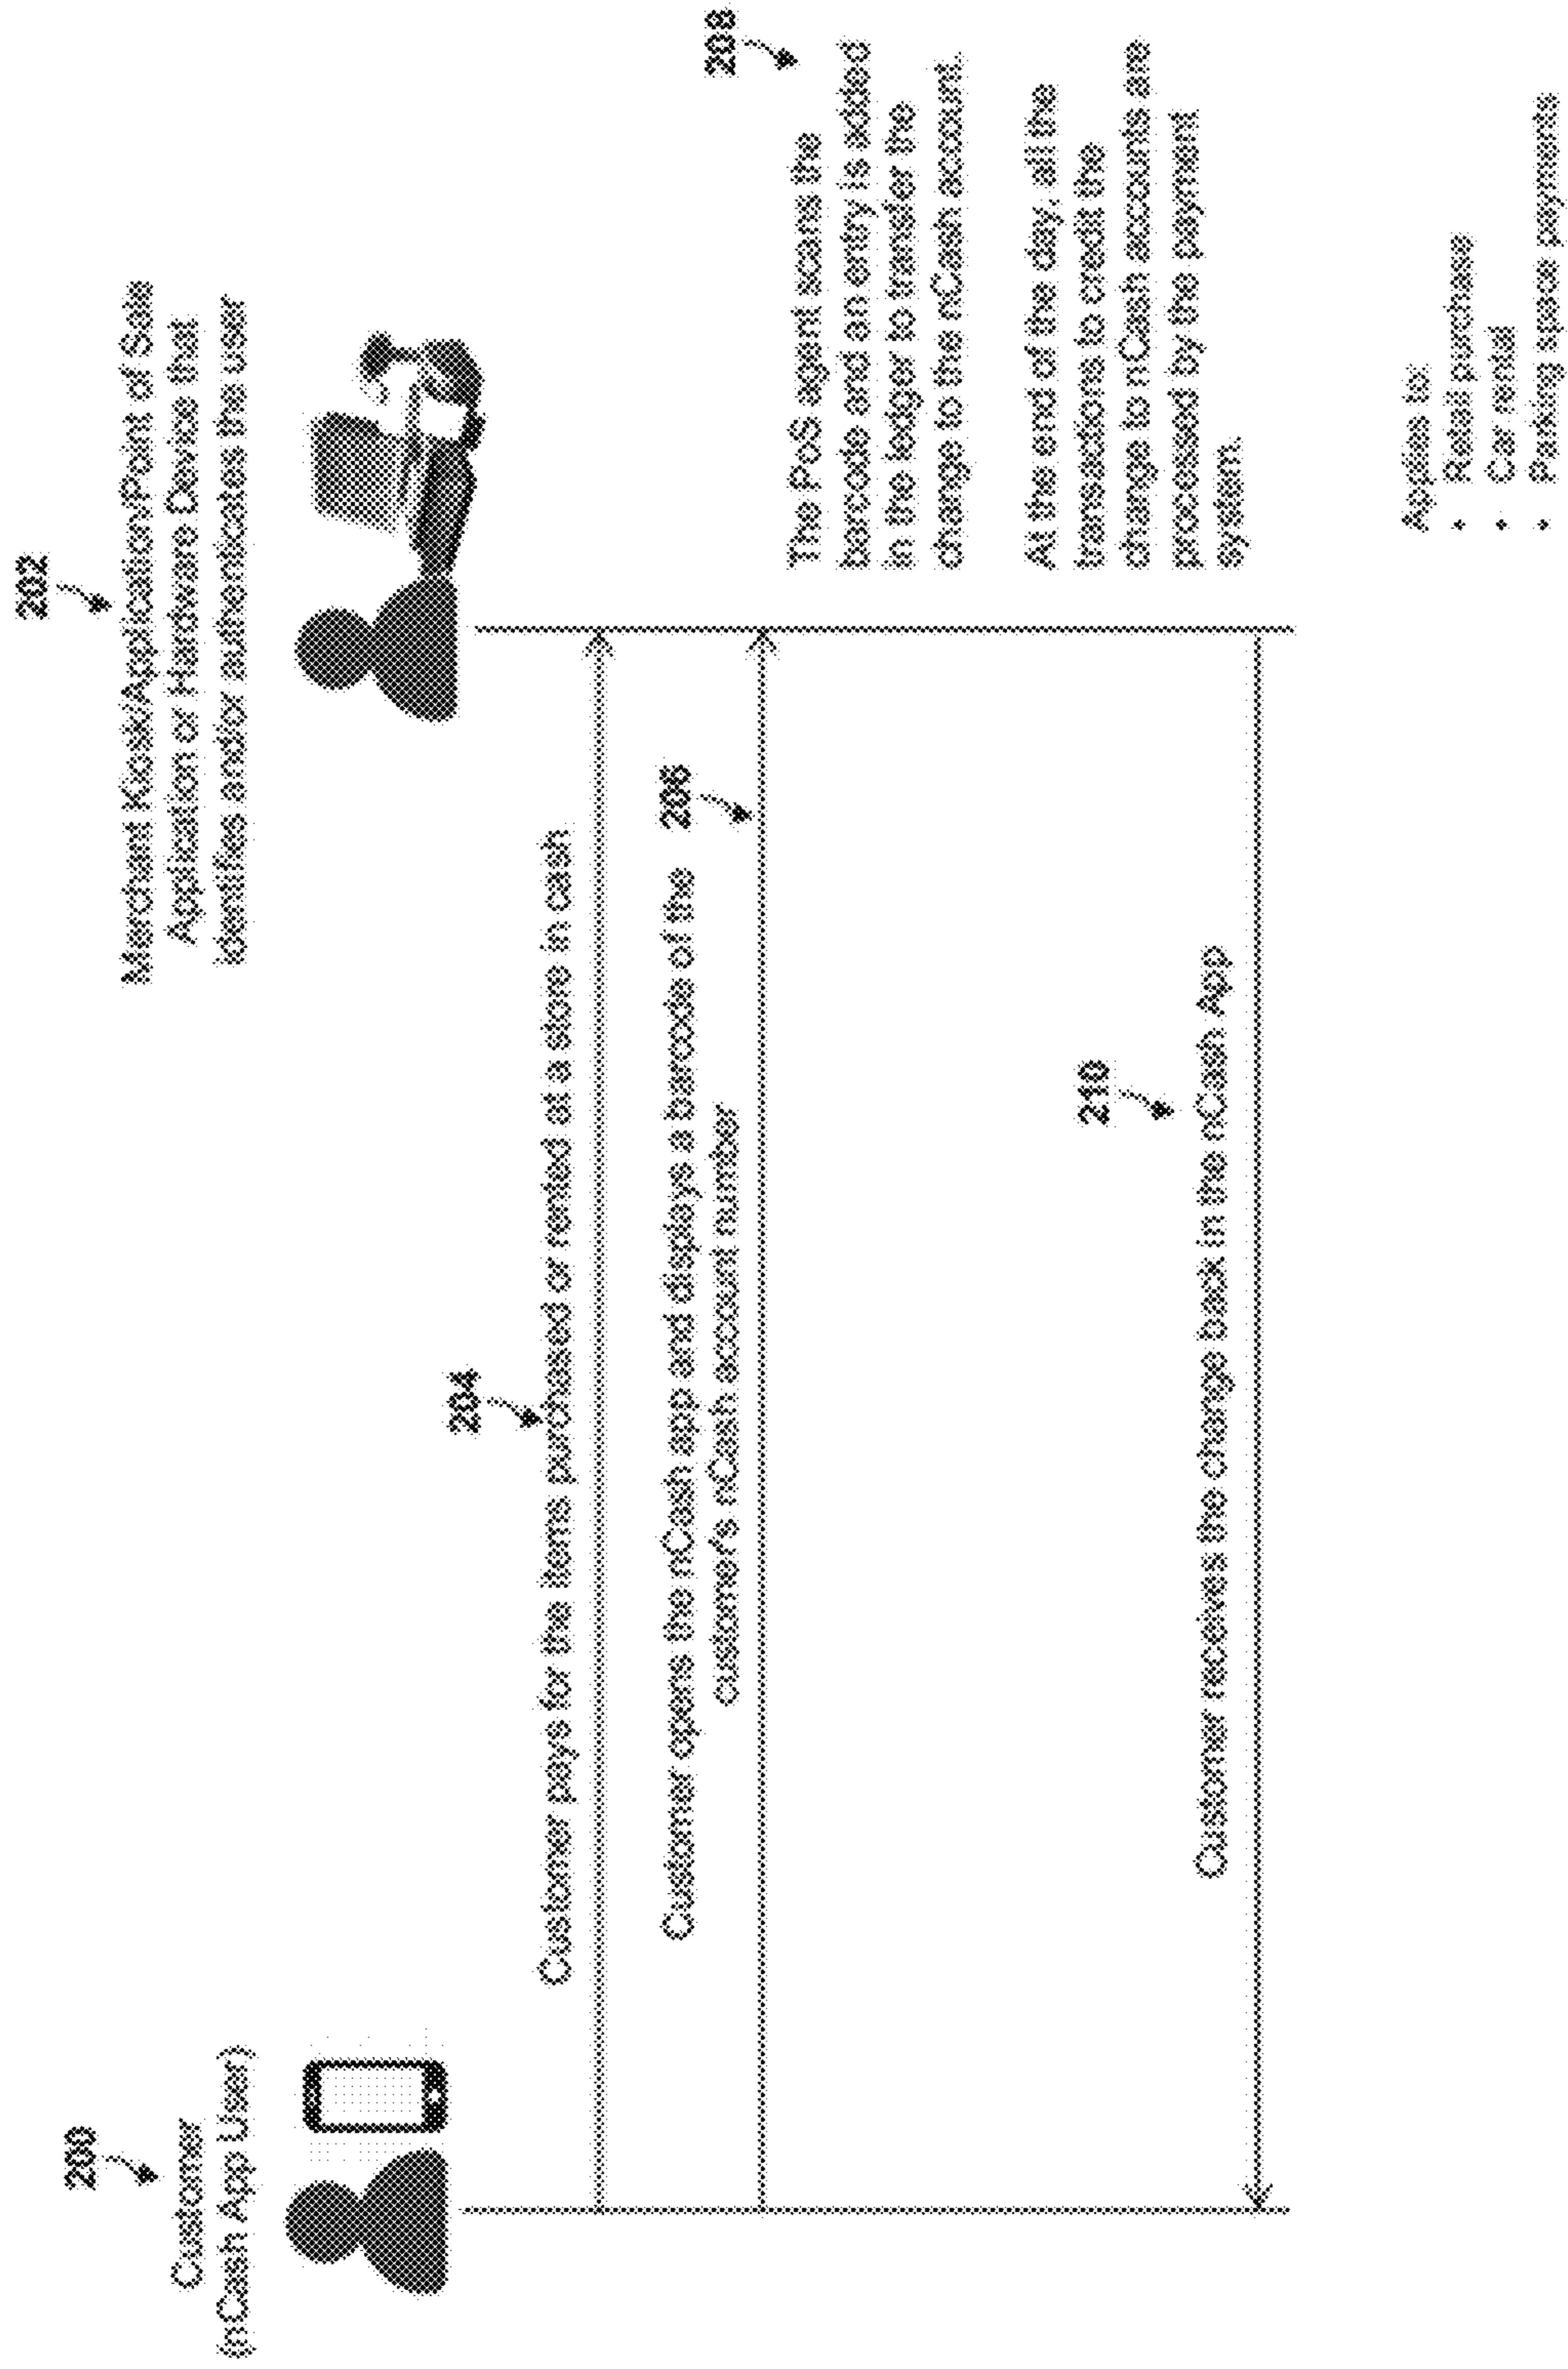 200
Customer
(nCash App User)
202
Merchant Kiosk/Application/Point of Sale
Application or Hardware Device that
identifies and/or authenticates the user
204
Customer pays for the items purchased or rented at a store in cash
206
Customer opens the nCash app and displays a barcode of the
customer's nCash account number
208
The PoS agent scans the
barcode and an entry is added
in the ledger to transfer the
change to the nCash account.
At the end of the day, all the
transactions to credit the
change to nCash accounts are
processed by the payment
system.
210
Customer receives the change back in the nCash App
Applies to:
• Retail purchase
• Car rental
• Parking space payments